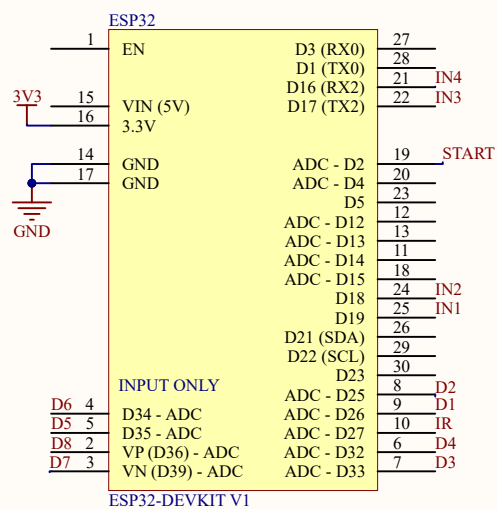 ESP32
1 EN D3 (RX0) 27
D1 (TX0) 28
D16 (RX2) 21 IN4
3V3 15 VIN (5V) D17 (TX2) 22 IN3
16 3.3V
14 GND ADC - D2 19 START
17 GND ADC - D4 20
D5 23
GND ADC - D12 12
ADC - D13 13
ADC - D14 11
ADC - D15 18
D18 24 IN2
D19 25 IN1
D21 (SDA) 26
D22 (SCL) 29
D23 30
INPUT ONLY ADC - D25 8 D2
D6 4 D34 - ADC ADC - D26 9 D1
D5 5 D35 - ADC ADC - D27 10 IR
D8 2 VP (D36) - ADC ADC - D32 6 D4
D7 3 VN (D39) - ADC ADC - D33 7 D3
ESP32-DEVKIT V1